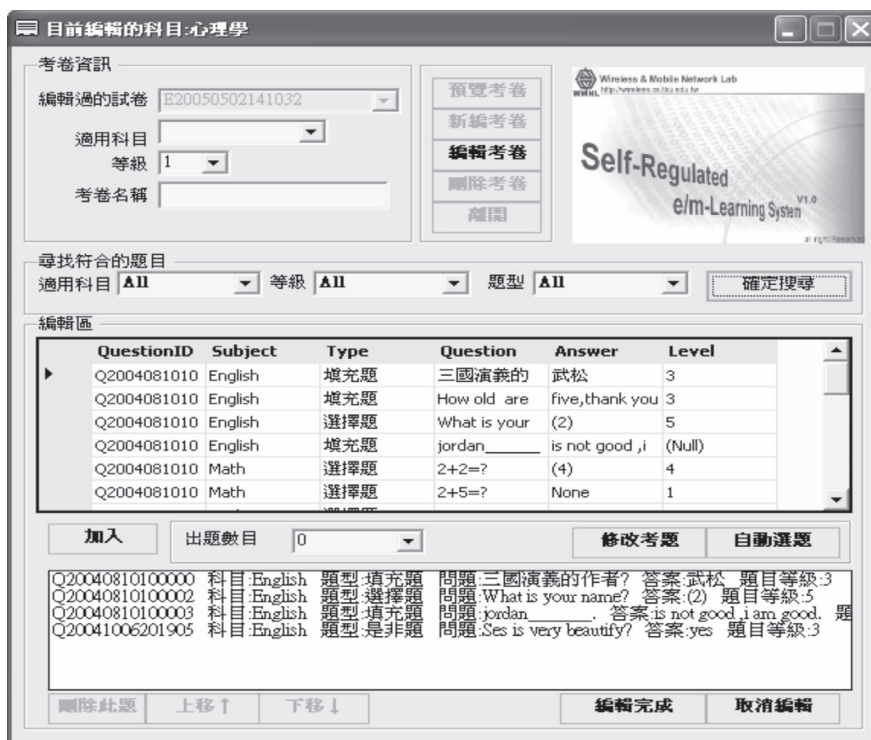 目前編輯的科目:心理學
考卷資訊
編輯過的試卷 E20050502141032
適用科目
等級 1
考卷名稱
預覽考卷
新編考卷
編輯考卷
刪除考卷
離開
Wireless & Mobile Network Lab
WMNL
Self-Regulated
e/m-Learning System V1.0
all right Reserved
尋找符合的題目
適用科目 All 等級 All 題型 All 確定搜尋
編輯區
QuestionID Subject Type Question Answer Level
Q2004081010 English 填充題 三國演義的 武松 3
Q2004081010 English 填充題 How old are five,thank you 3
Q2004081010 English 選擇題 What is your (2) 5
Q2004081010 English 填充題 jordan______ is not good ,i (Null)
Q2004081010 Math 選擇題 2+2=? (4) 4
Q2004081010 Math 選擇題 2+5=? None 1
加入 出題數目 0 修改考題 自動選題
Q20040810100000 科目:English 題型:填充題 問題:三國演義的作者? 答案:武松 題目等級:3
Q20040810100002 科目:English 題型:選擇題 問題:What is your name? 答案:(2) 題目等級:5
Q20040810100003 科目:English 題型:填充題 問題:jordan_______. 答案:is not good ,i am good. 題
Q20041006201905 科目:English 題型:是非題 問題:Ses is very beautify? 答案:yes 題目等級:3
刪除此題 上移↑ 下移↓ 編輯完成 取消編輯